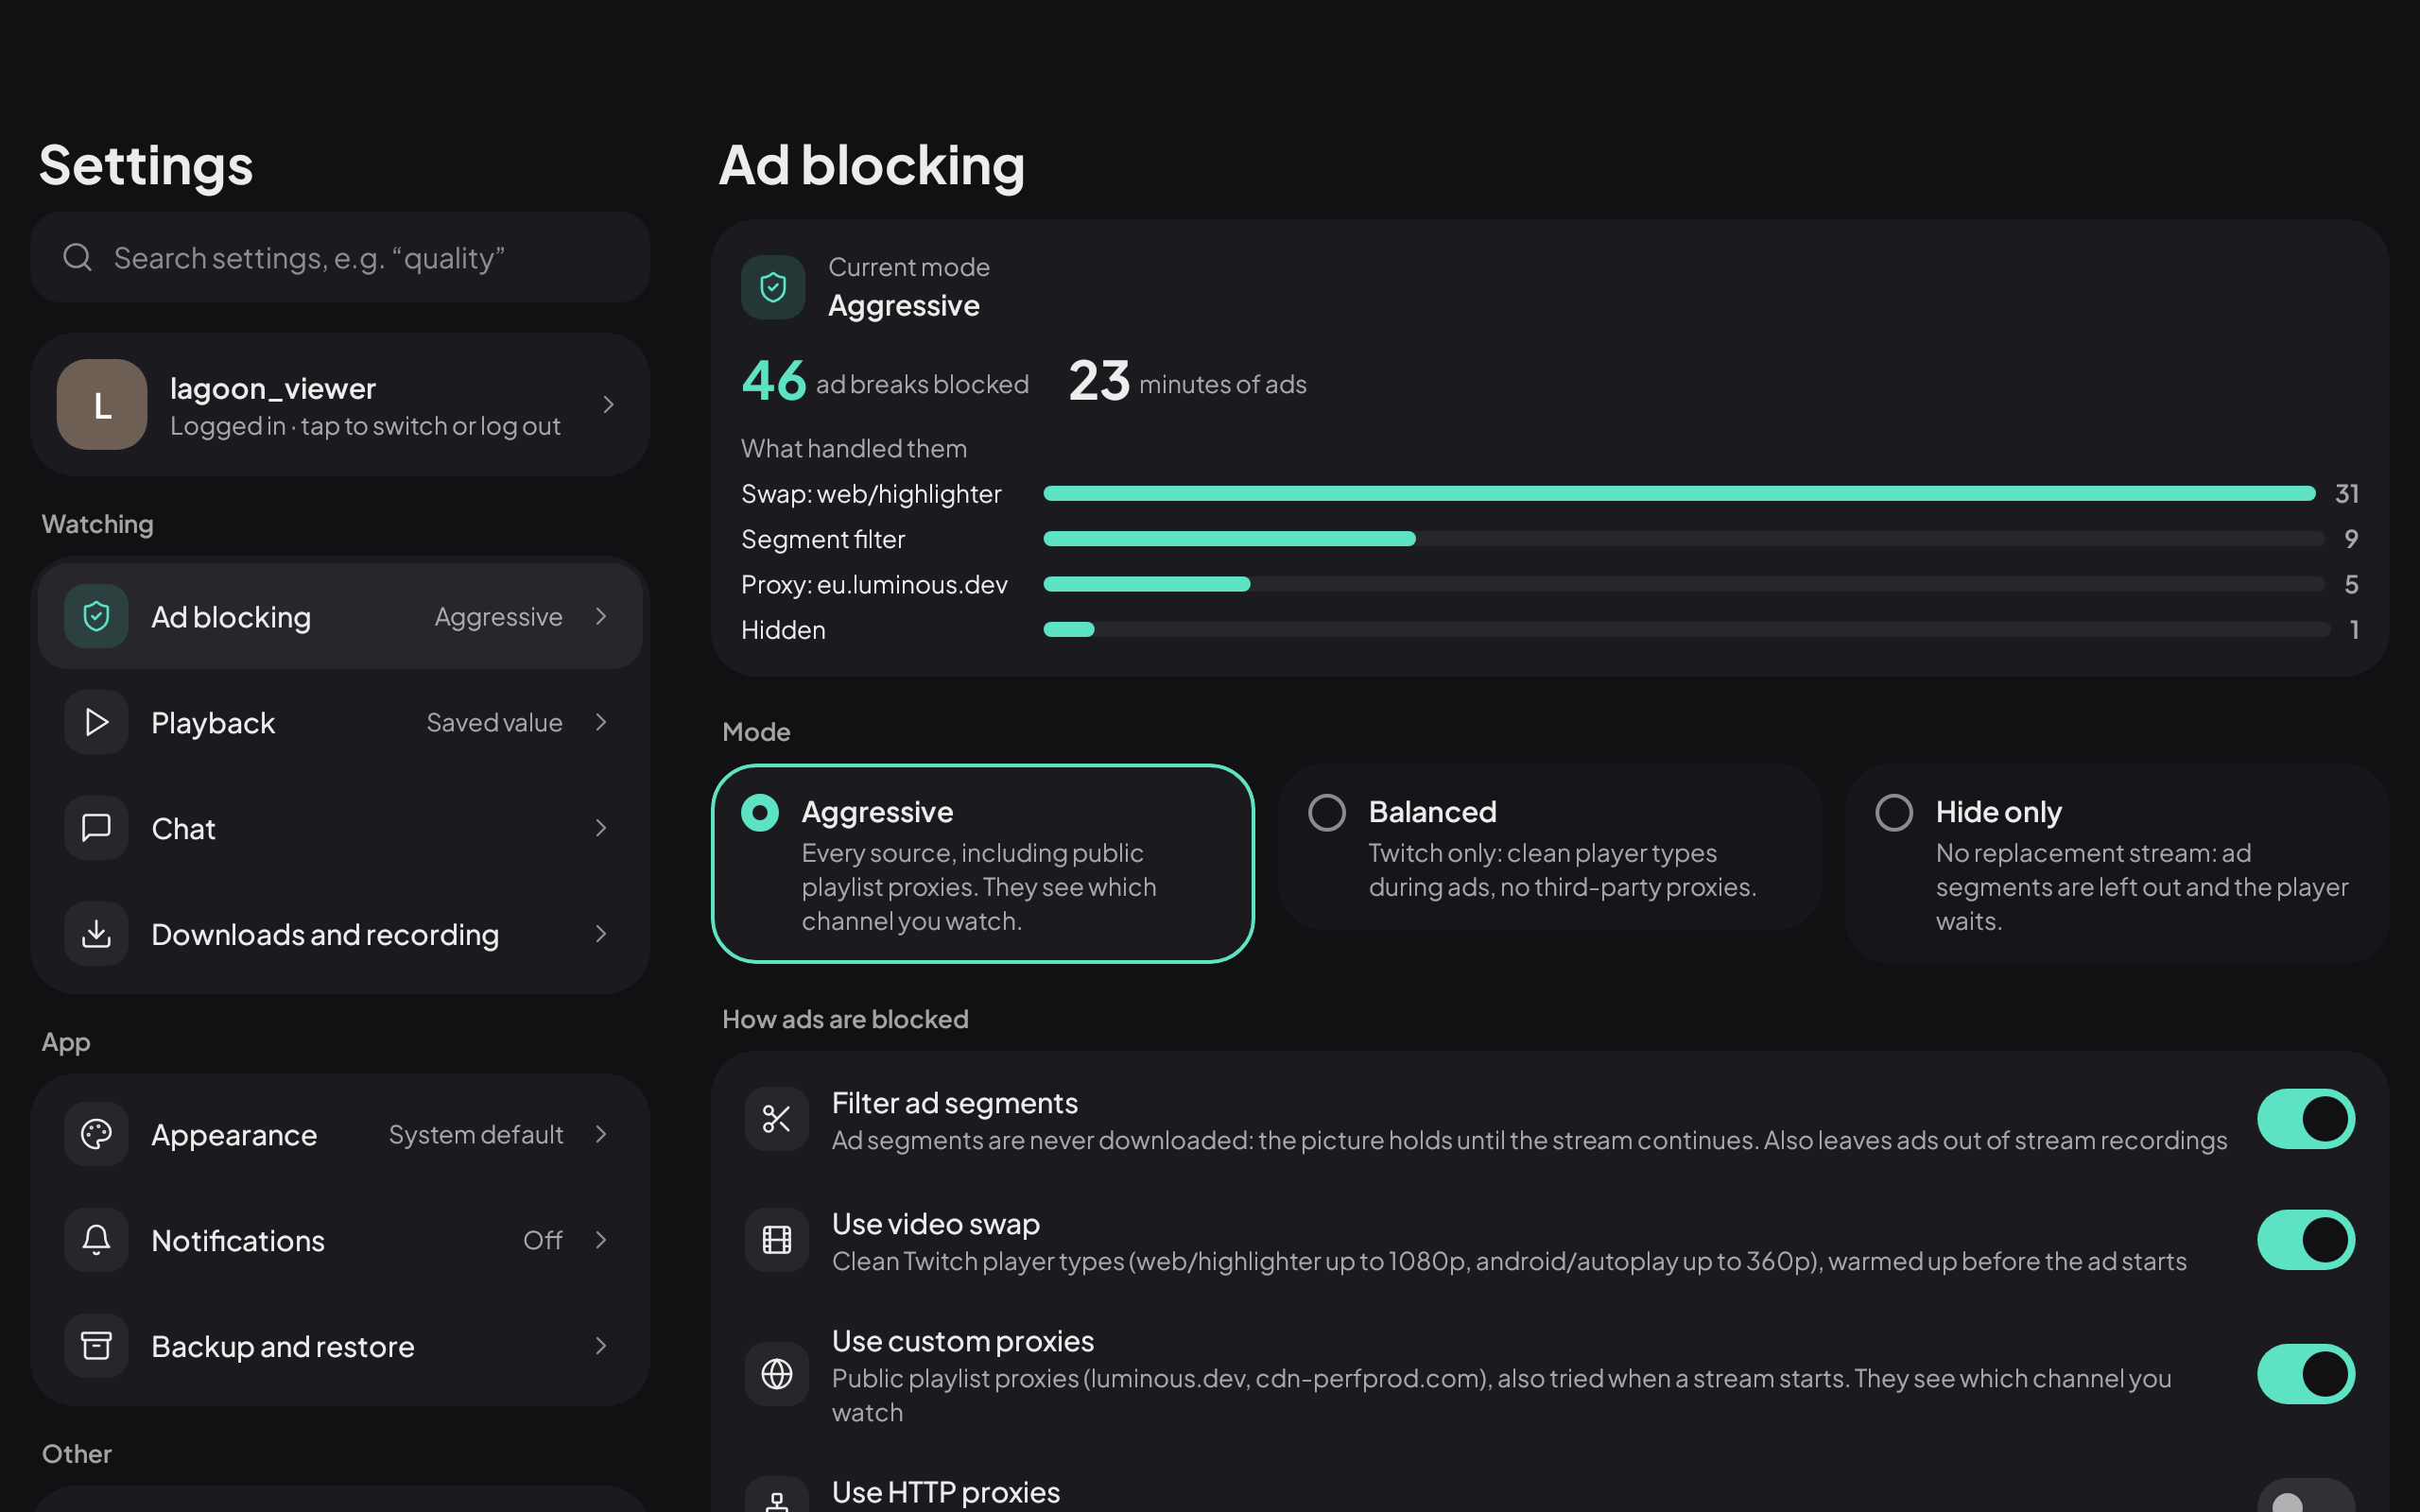 Settings
Search settings, e.g. “quality”
L
lagoon_viewer
Logged in · tap to switch or log out
Watching
Ad blocking
Aggressive
Playback
Saved value
Chat
Downloads and recording
App
Appearance
System default
Notifications
Off
Backup and restore
Other
Ad blocking
Current mode
Aggressive
46 ad breaks blocked
23 minutes of ads
What handled them
Swap: web/highlighter
31
Segment filter
9
Proxy: eu.luminous.dev
5
Hidden
1
Mode
Aggressive
Every source, including public
playlist proxies. They see which
channel you watch.
Balanced
Twitch only: clean player types
during ads, no third-party proxies.
Hide only
No replacement stream: ad
segments are left out and the player
waits.
How ads are blocked
Filter ad segments
Ad segments are never downloaded: the picture holds until the stream continues. Also leaves ads out of stream recordings
Use video swap
Clean Twitch player types (web/highlighter up to 1080p, android/autoplay up to 360p), warmed up before the ad starts
Use custom proxies
Public playlist proxies (luminous.dev, cdn-perfprod.com), also tried when a stream starts. They see which channel you
watch
Use HTTP proxies